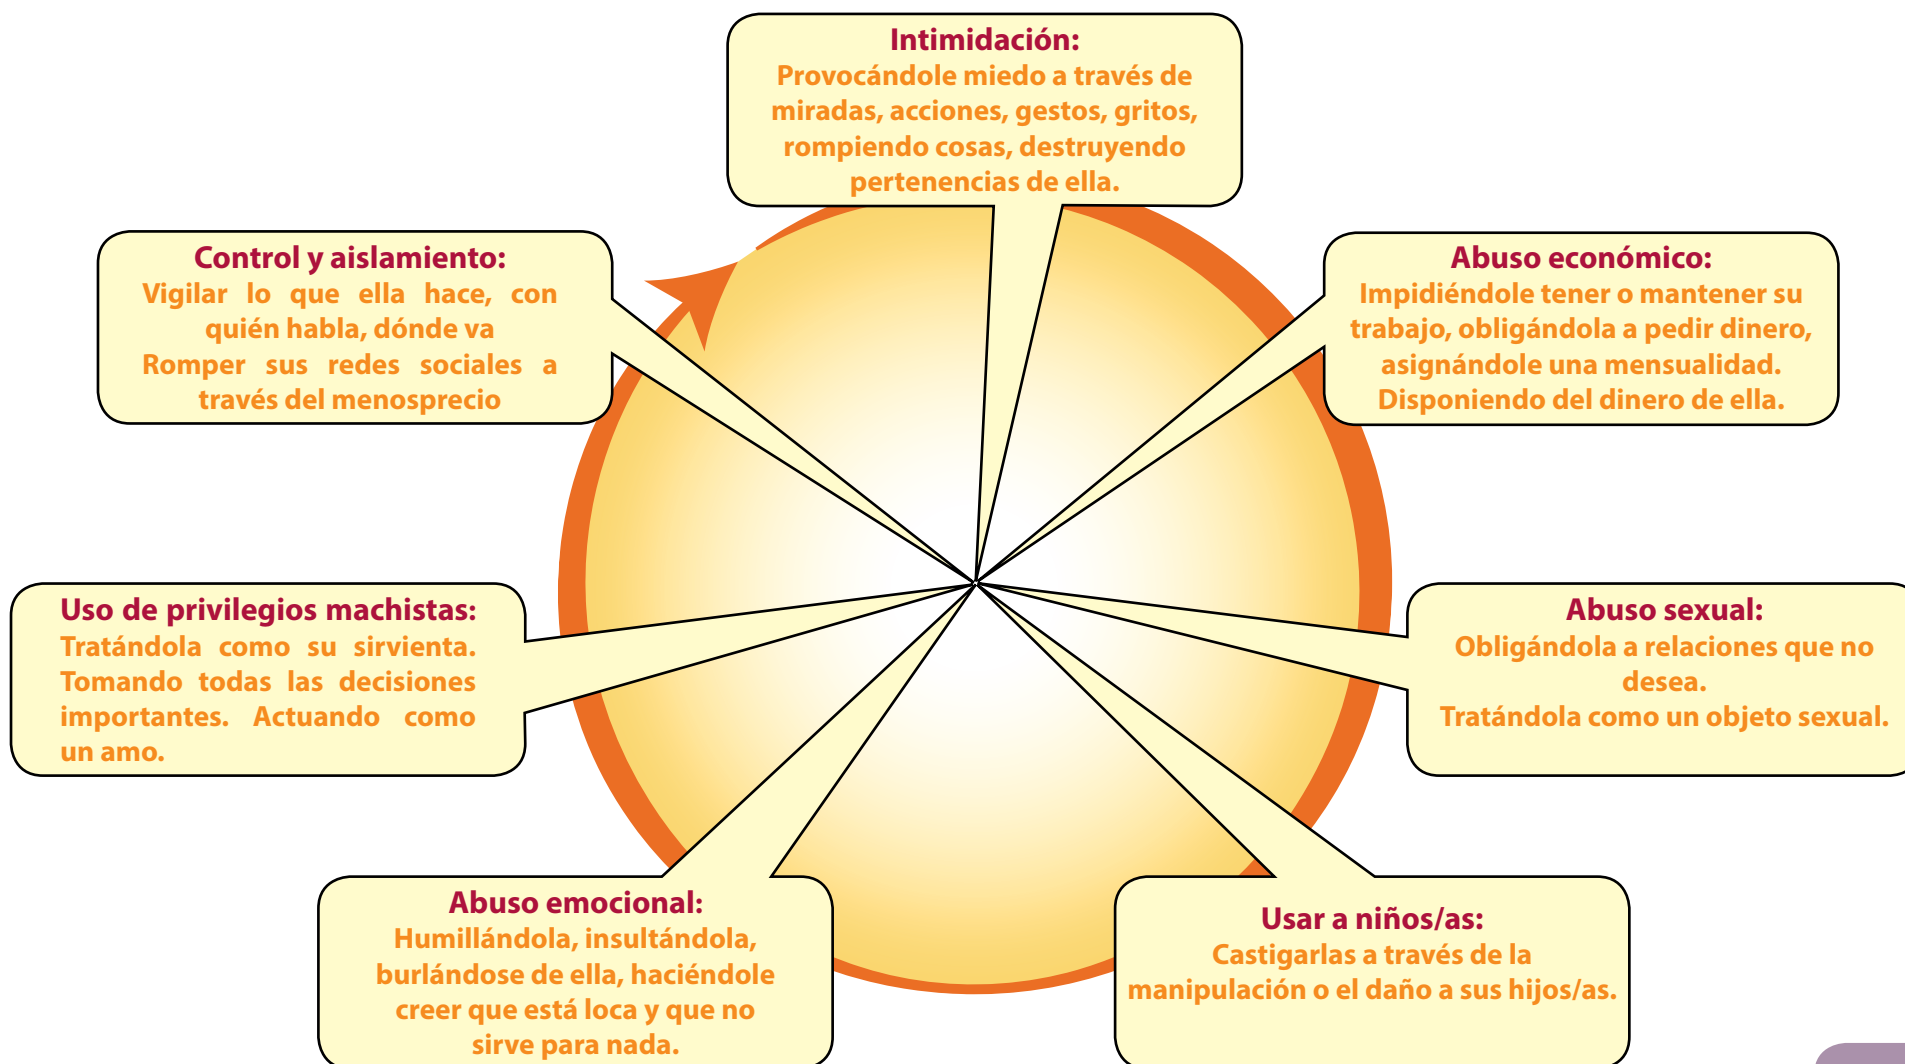 Intimidación:
Provocándole miedo a través de
miradas, acciones, gestos, gritos,
rompiendo cosas, destruyendo
pertenencias de ella.
Control y aislamiento:
Vigilar lo que ella hace, con
quién habla, dónde va
Romper sus redes sociales a
través del menosprecio
Abuso económico:
Impidiéndole tener o mantener su
trabajo, obligándola a pedir dinero,
asignándole una mensualidad.
Disponiendo del dinero de ella.
Uso de privilegios machistas:
Tratándola como su sirvienta.
Tomando todas las decisiones
importantes. Actuando como
un amo.
Abuso sexual:
Obligándola a relaciones que no
desea.
Tratándola como un objeto sexual.
Abuso emocional:
Humillándola, insultándola,
burlándose de ella, haciéndole
creer que está loca y que no
sirve para nada.
Usar a niños/as:
Castigarlas a través de la
manipulación o el daño a sus hijos/as.